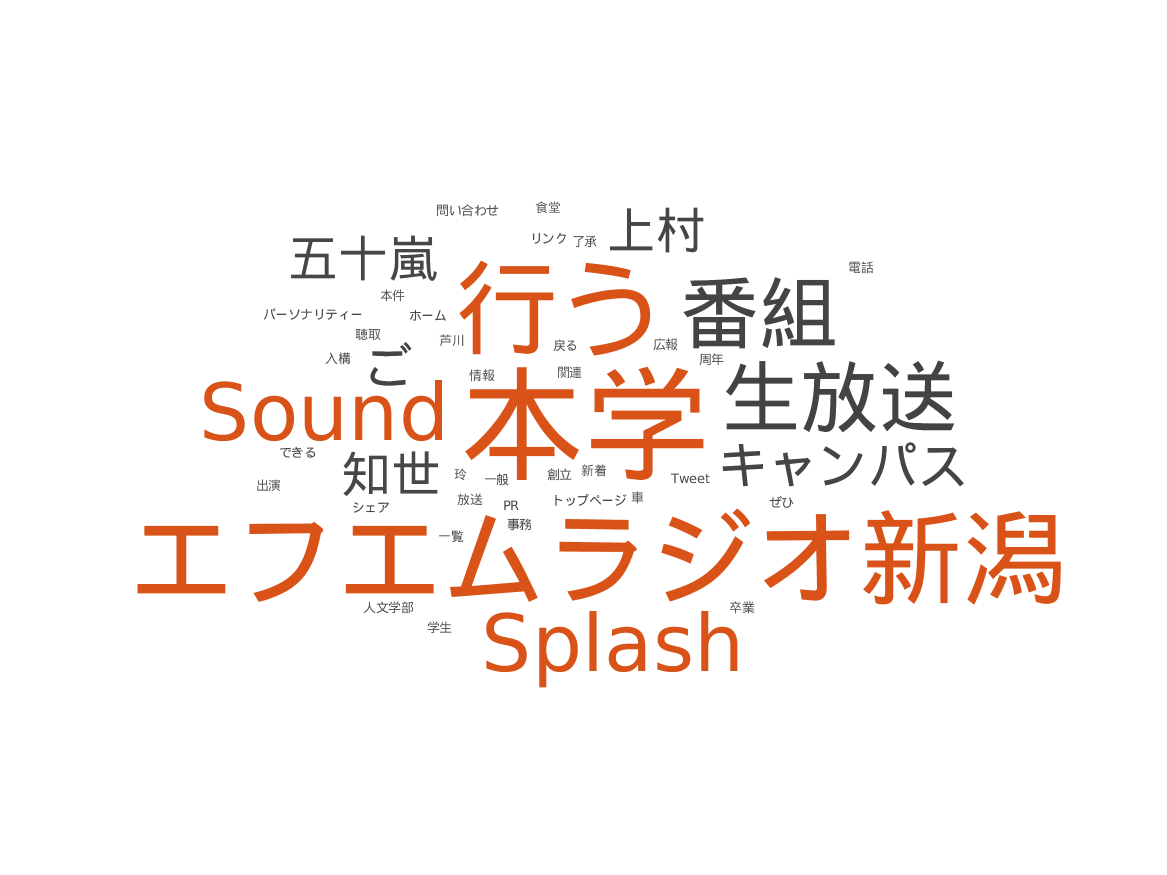 問い合わせ
食堂
上村
リンク
了承
五十嵐
行う
電話
本件
番組
パーソナリティー
ホーム
聴取
芦川
戻る
広報
ご
入構
周年
情報
関連
本学
生放送
Sound
キャンパス
できる
知世
玲
一般
創立
新着
Tweet
出演
放送
PR
トップページ
車
ぜひ
シェア
事務
一覧
エフエムラジオ新潟
人文学部
卒業
学生
Splash